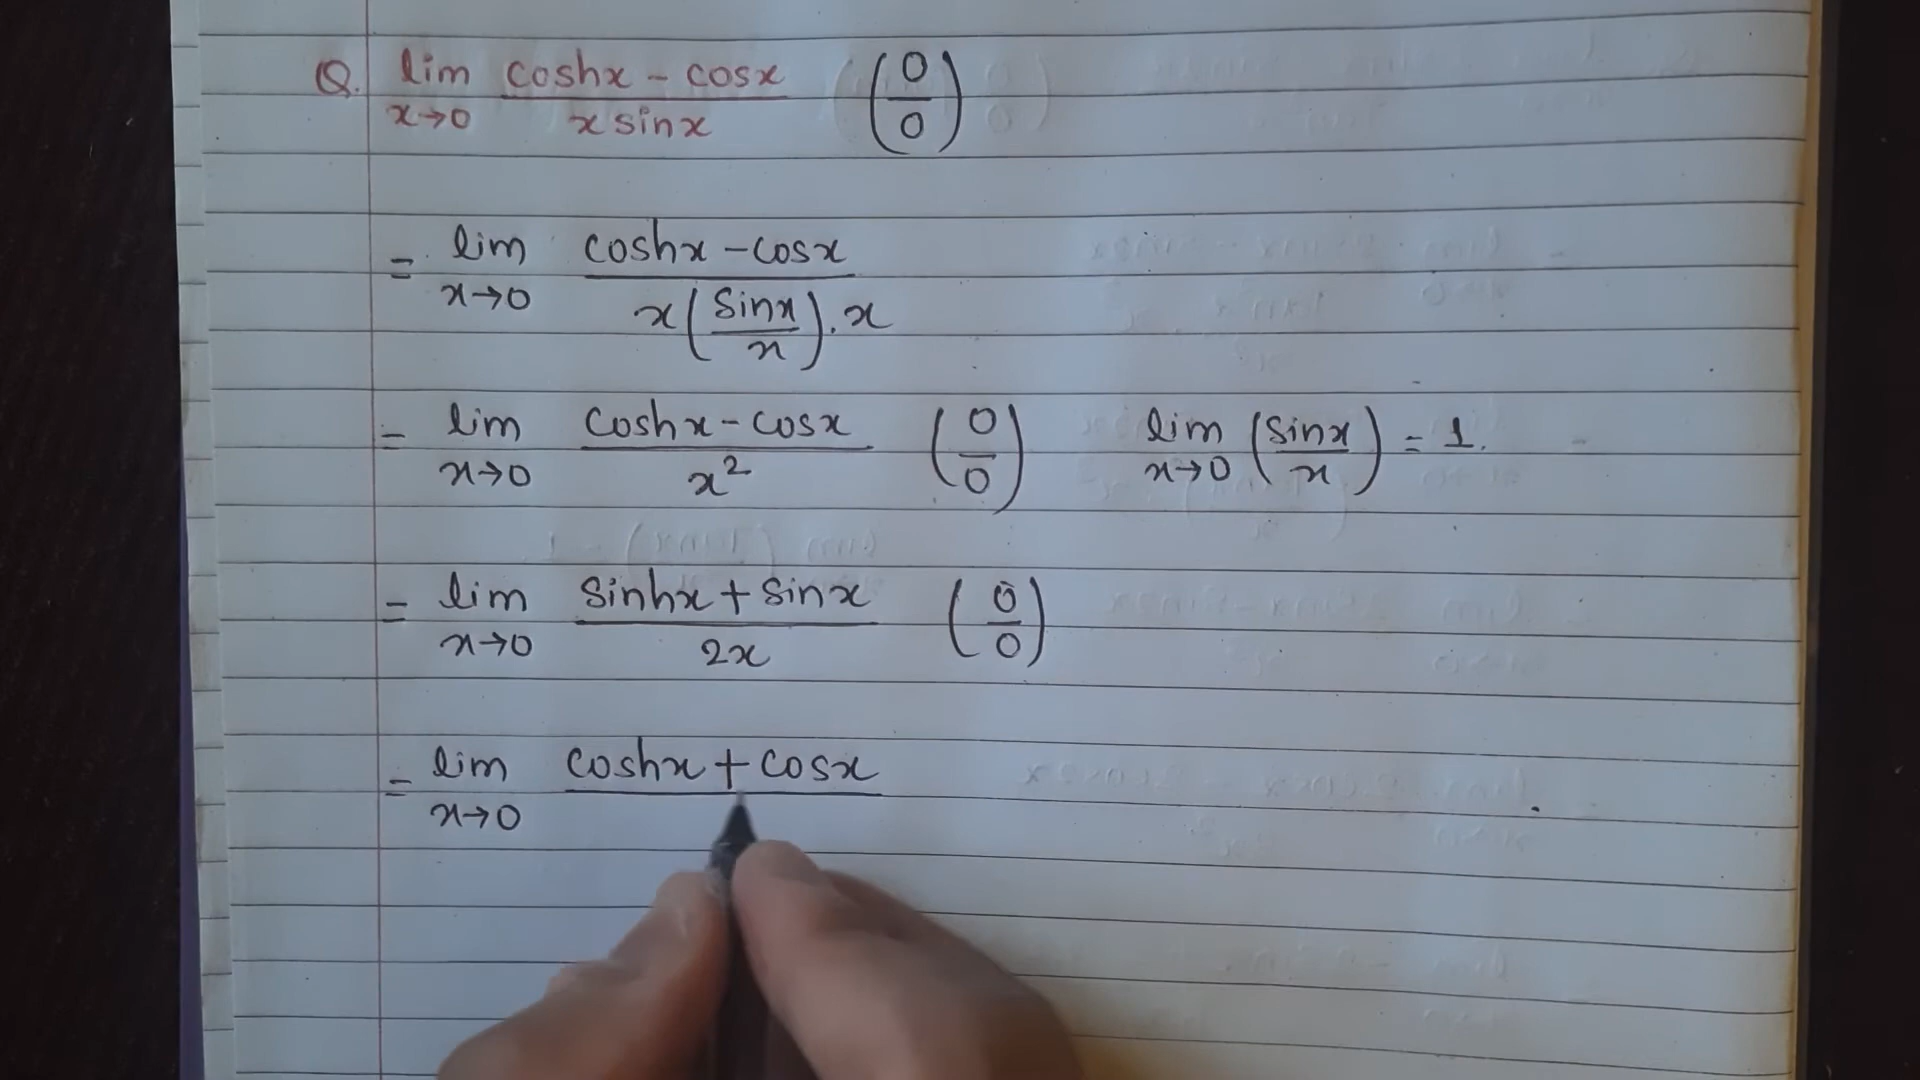 Q. lim x→0 (coshx - cosx)/(x sinx) (0/0)
= lim x→0 (coshx - cosx)/(x(sinx/x).x)
= lim x→0 (coshx - cosx)/x² (0/0) lim x→0 (sinx/x) = 1.
= lim x→0 (sinhx + sinx)/2x (0/0)
= lim x→0 coshx + cosx